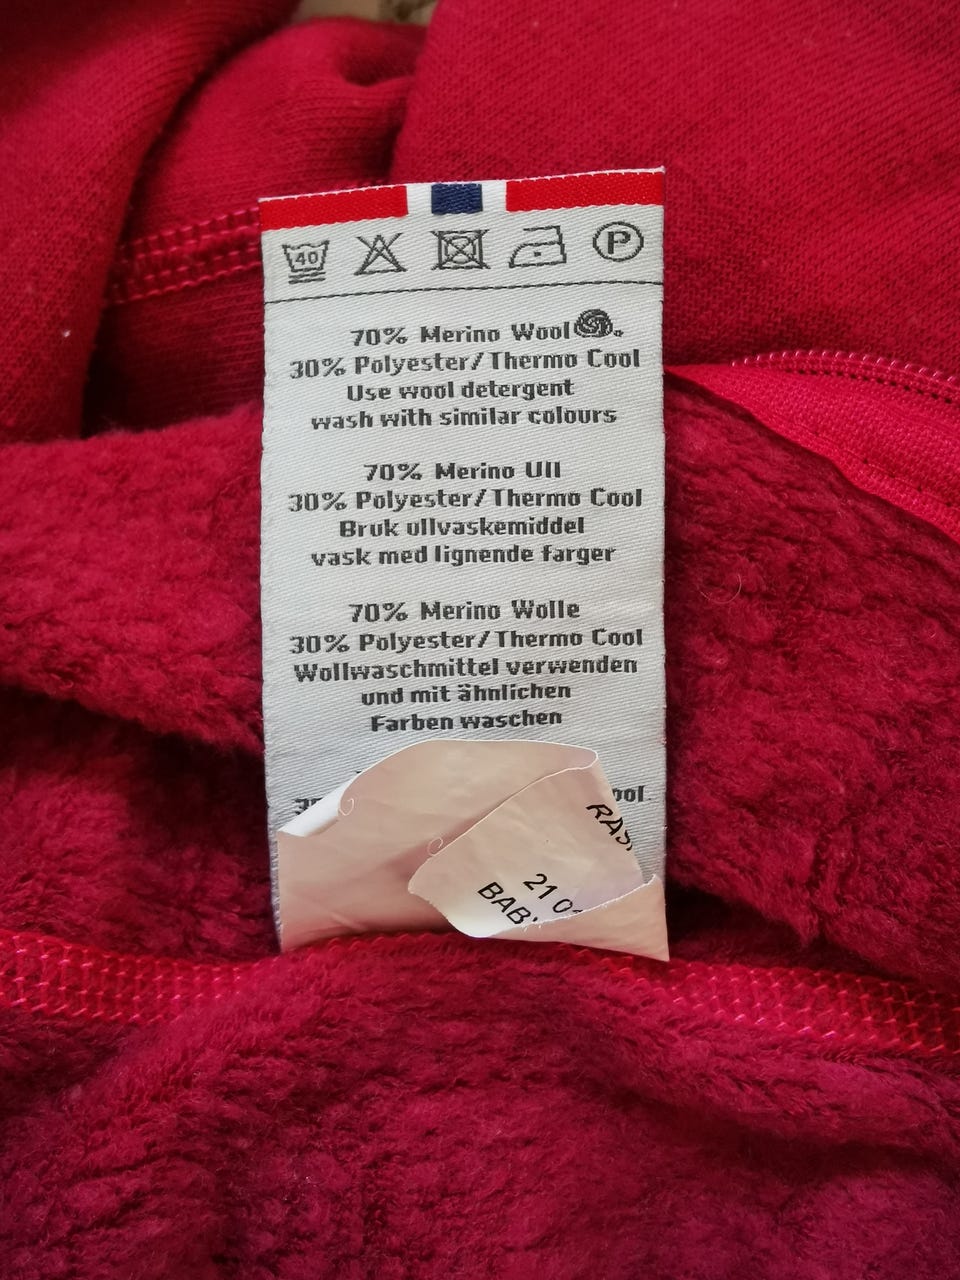 40
P
70% Merino Wool
30% Polyester/Thermo Cool
Use wool detergent
wash with similar colours
70% Merino Ull
30% Polyester/Thermo Cool
Bruk ullvaskemiddel
vask med lignende farger
70% Merino Wolle
30% Polyester/Thermo Cool
Wollwaschmittel verwenden
und mit ähnlichen
Farben waschen